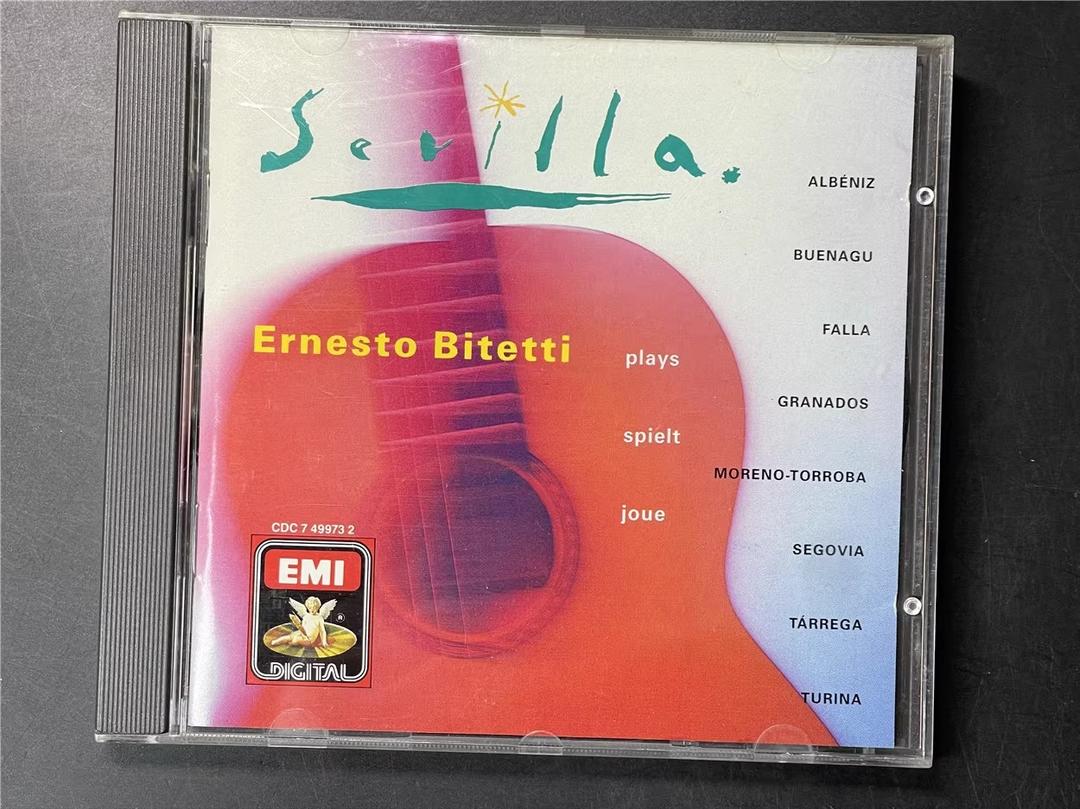 Sevilla.
ALBÉNIZ
BUENAGU
FALLA
GRANADOS
MORENO-TORROBA
SEGOVIA
TÁRREGA
TURINA
Ernesto Bitetti
plays
spielt
joue
CDC 7 49973 2
EMI
®
DIGITAL